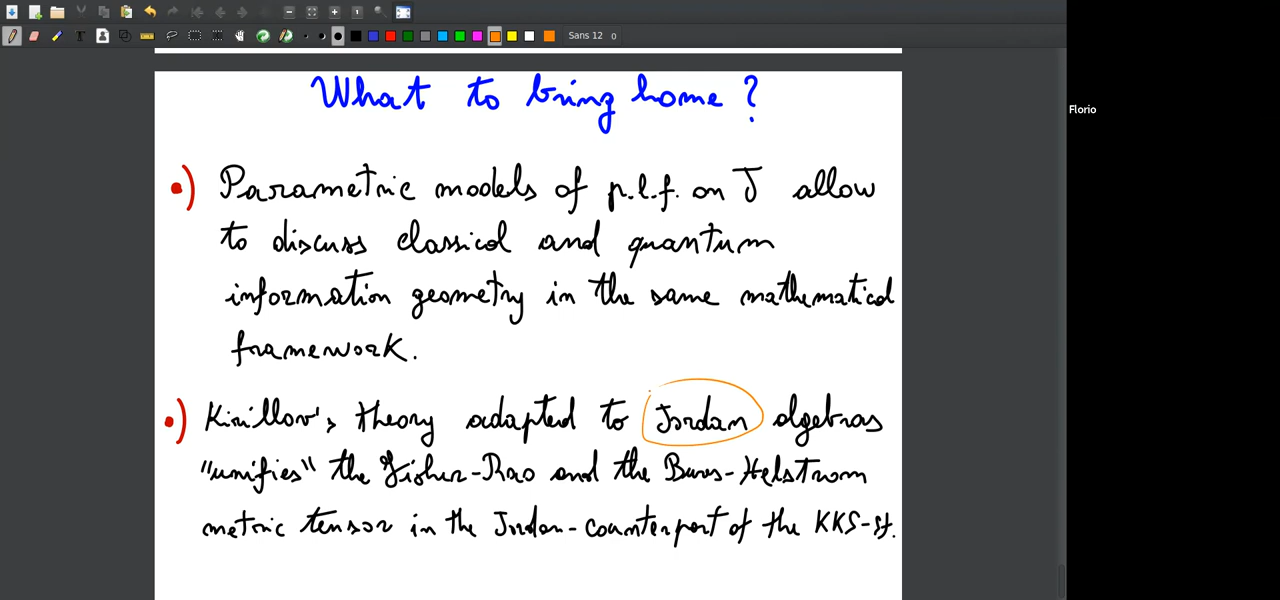 Sans 12
What to bring home?
Florio
•) Parametric models of p.l.f. on J allow
to discuss classical and quantum
information geometry in the same mathematical
framework.
•) Kirillov's theory adapted to Jordan algebras
"unifies" the Fisher-Rao and the Bures-Helstrom
metric tensor in the Jordan-counterpart of the KKS-st.